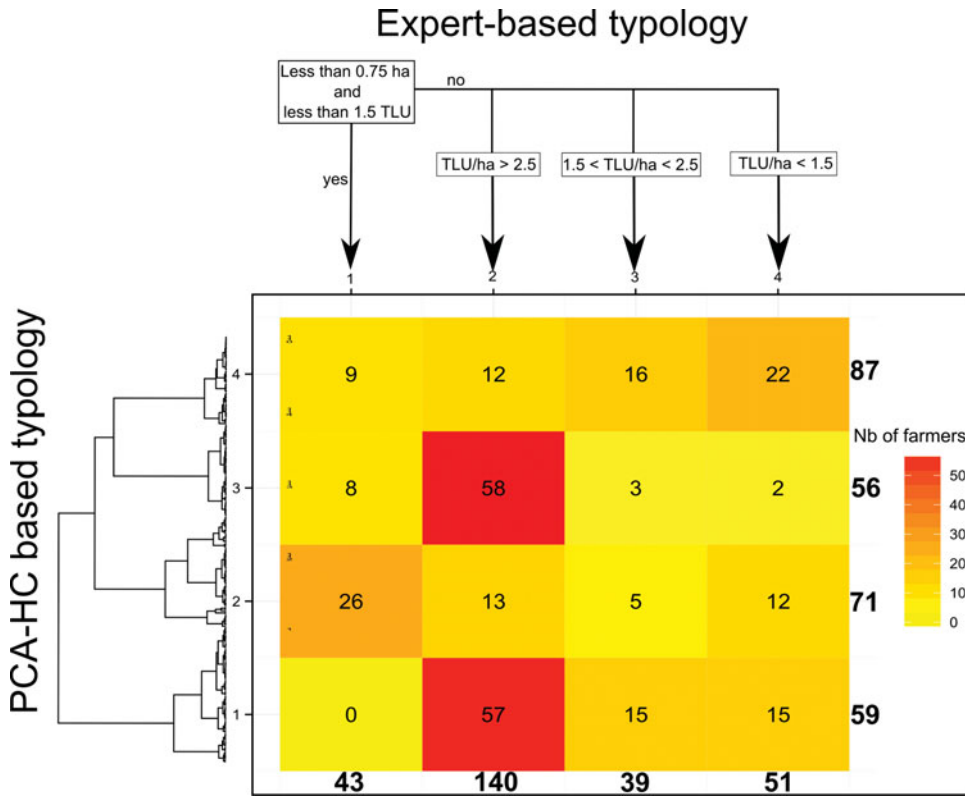 Expert-based typology
Less than 0.75 ha
and
less than 1.5 TLU
no
yes
TLU/ha > 2.5
1.5 < TLU/ha < 2.5
TLU/ha < 1.5
1 2 3 4
PCA-HC based typology
4 9 12 16 22 87
3 8 58 3 2 56
2 26 13 5 12 71
1 0 57 15 15 59
43 140 39 51
Nb of farmers
50
40
30
20
10
0